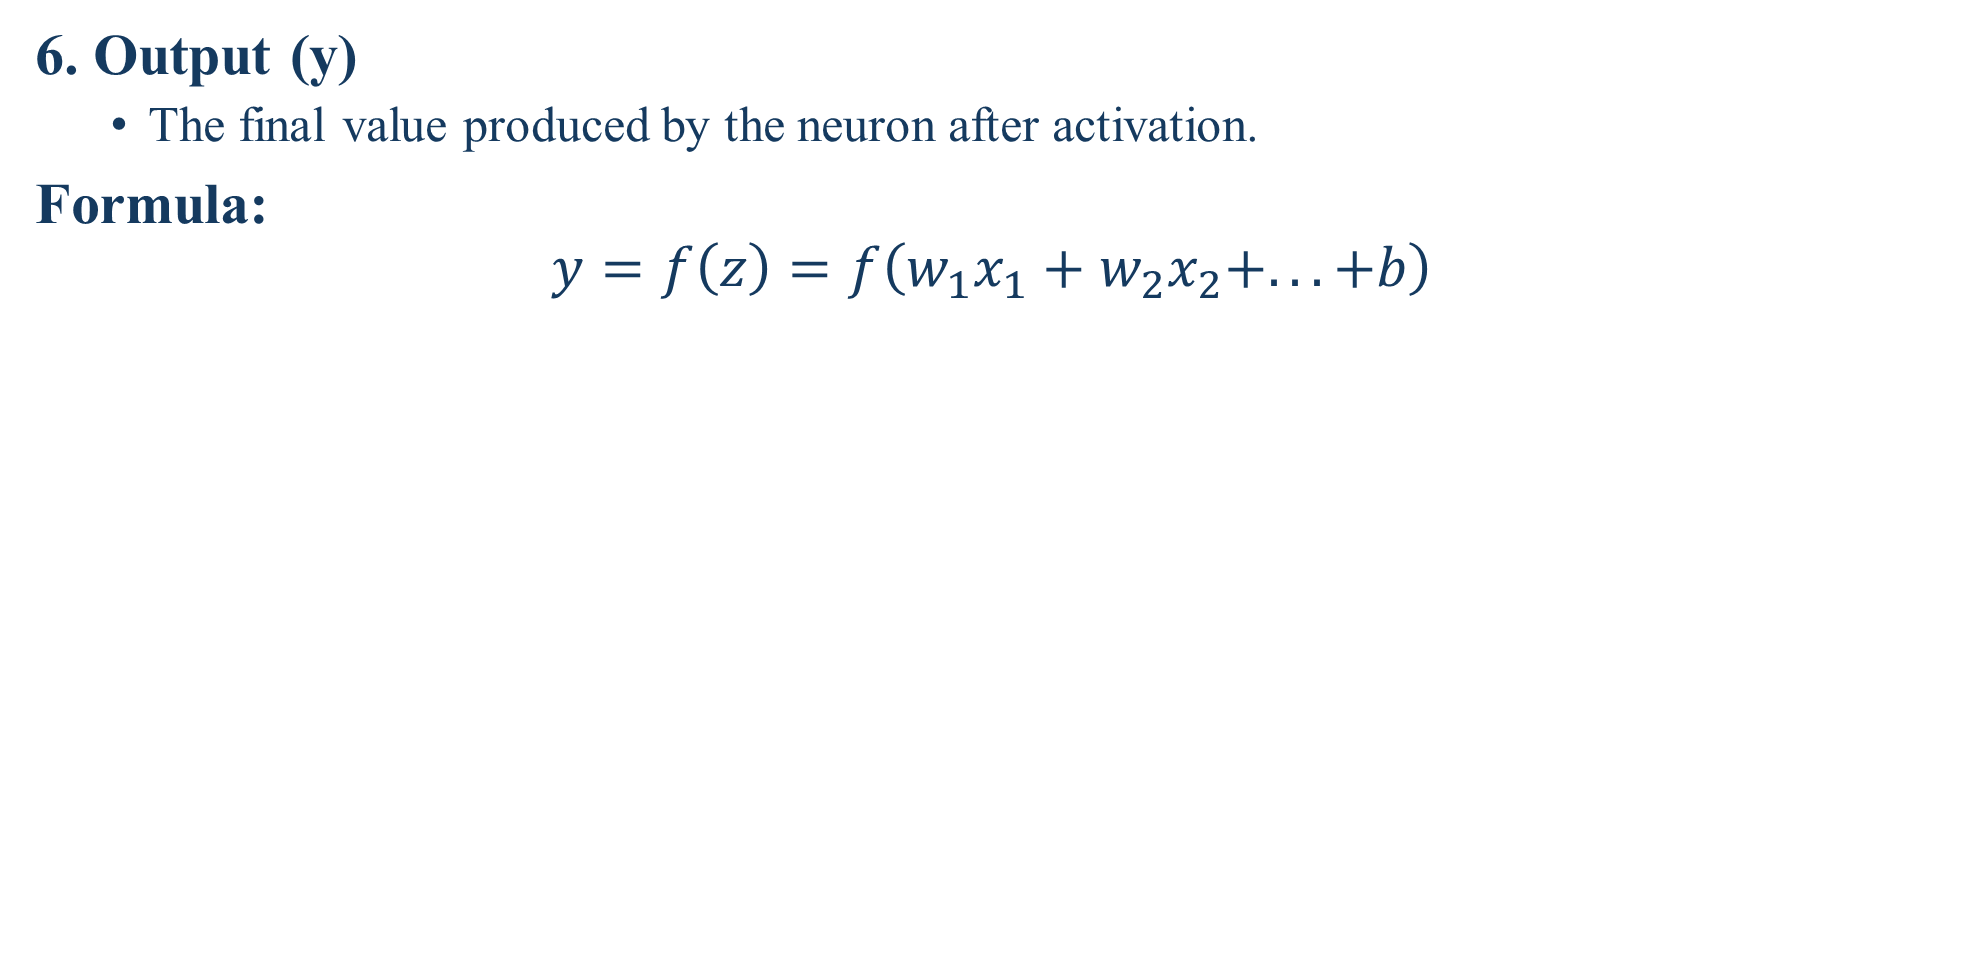 6. Output (y)
• The final value produced by the neuron after activation.
Formula:
𝑦 = 𝑓(𝑧) = 𝑓(𝑤₁𝑥₁ + 𝑤₂𝑥₂+...+𝑏)